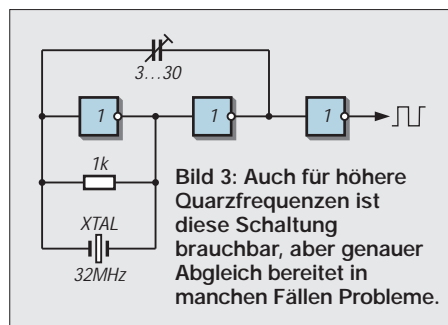 3...30
1 1 1
1k
XTAL
32MHz
Bild 3: Auch für höhere
Quarzfrequenzen ist
diese Schaltung
brauchbar, aber genauer
Abgleich bereitet in
manchen Fällen Probleme.